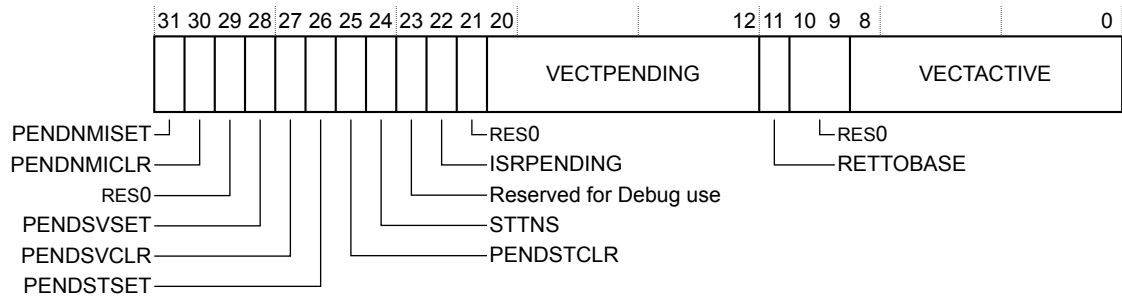 31 30 29 28 27 26 25 24 23 22 21 20 12 11 10 9 8 0
VECTPENDING VECTACTIVE
PENDNMISET RES0 RES0
PENDNMICLR ISRPENDING RETTOBASE
RES0 Reserved for Debug use
PENDSVSET STTNS
PENDSVCLR PENDSTCLR
PENDSTSET